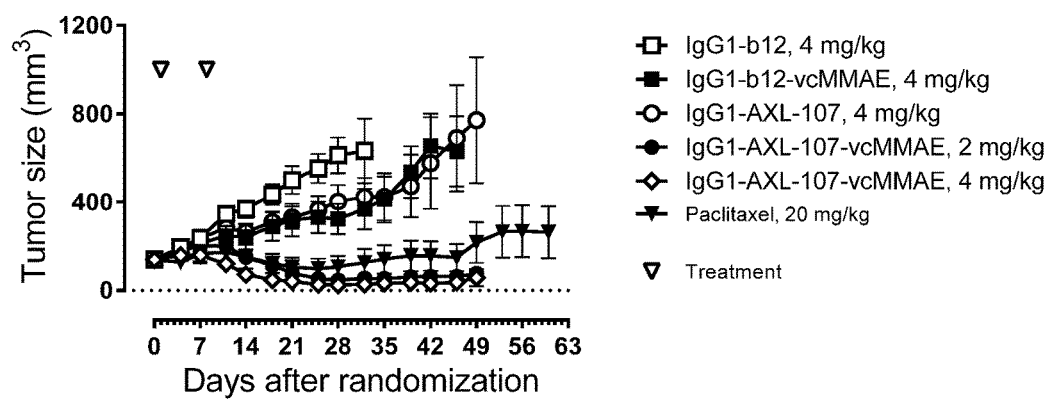 1200
800
400
0
Tumor size (mm³)
0 7 14 21 28 35 42 49 56 63
Days after randomization
IgG1-b12, 4 mg/kg
IgG1-b12-vcMMAE, 4 mg/kg
IgG1-AXL-107, 4 mg/kg
IgG1-AXL-107-vcMMAE, 2 mg/kg
IgG1-AXL-107-vcMMAE, 4 mg/kg
Paclitaxel, 20 mg/kg
Treatment